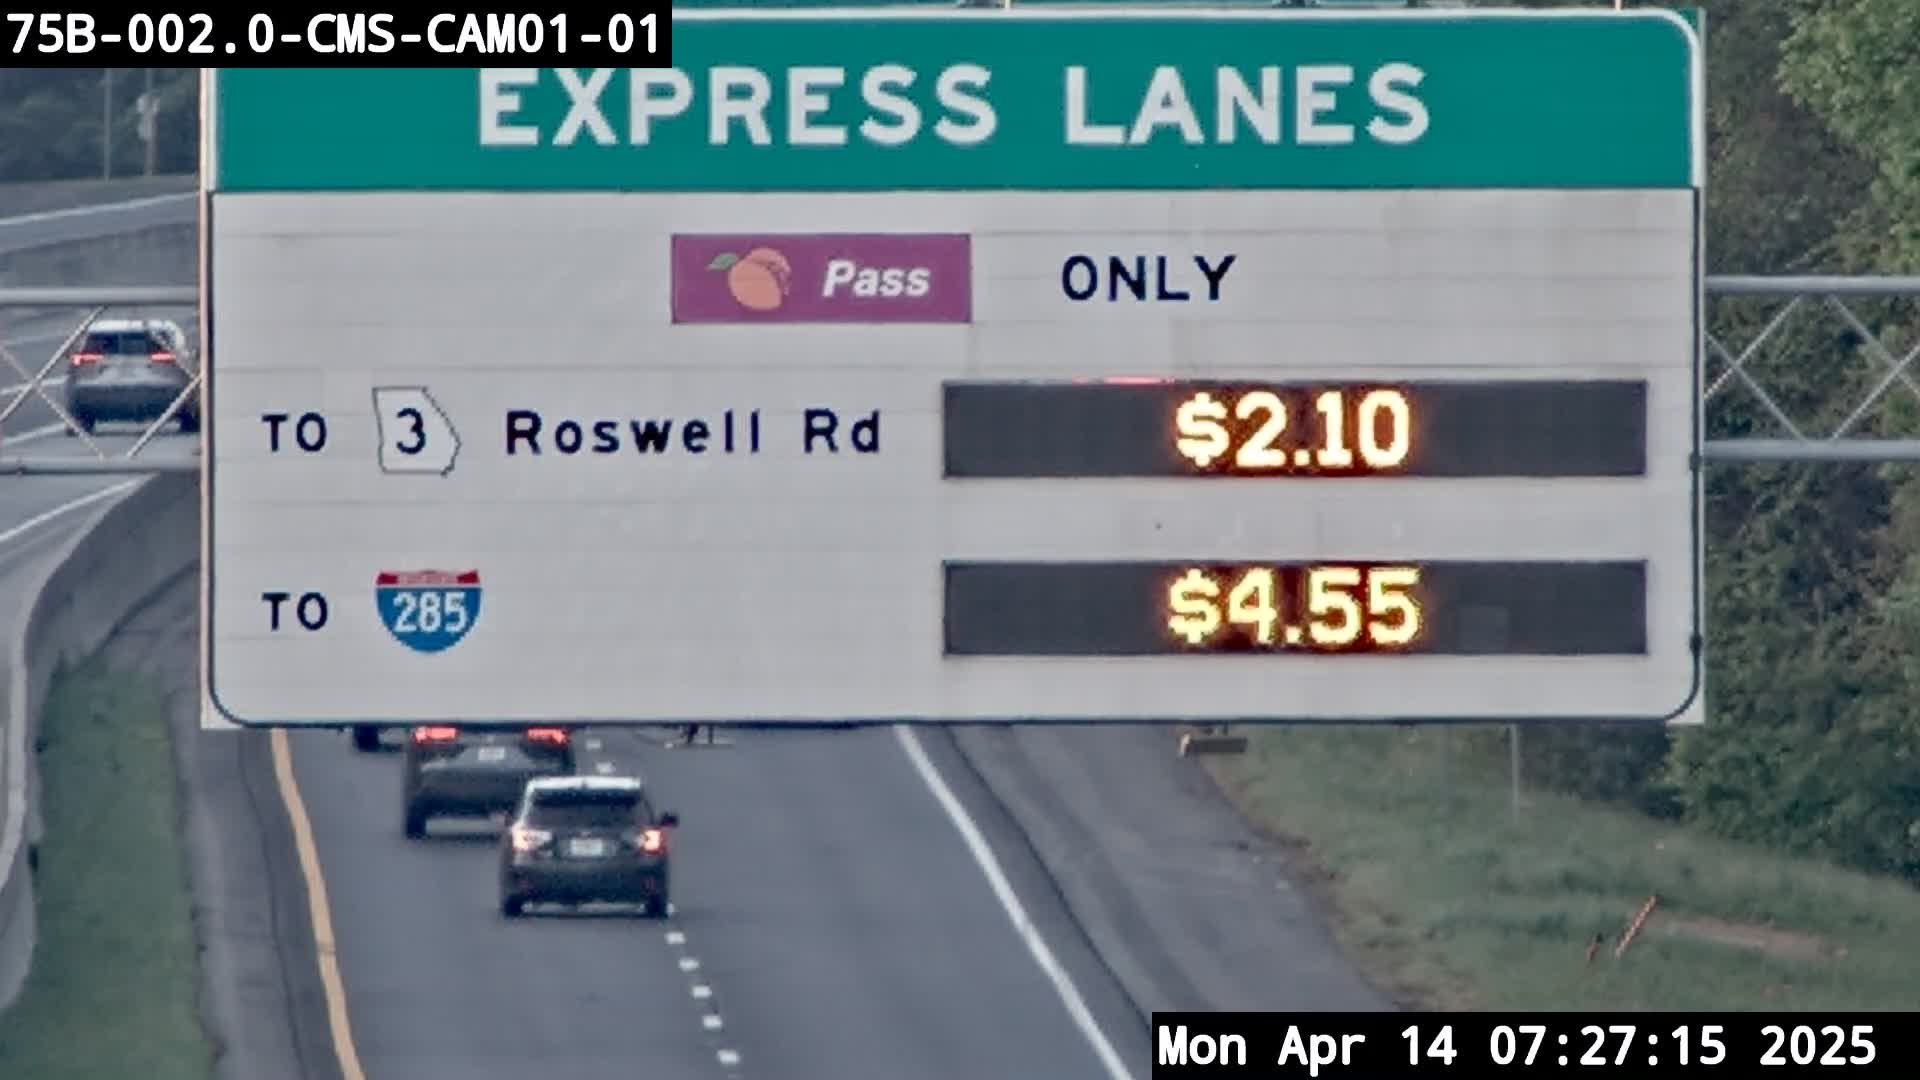 75B-002.0-CMS-CAM01-01
EXPRESS LANES
Pass ONLY
TO 3 Roswell Rd $2.10
TO 285 $4.55
Mon Apr 14 07:27:15 2025